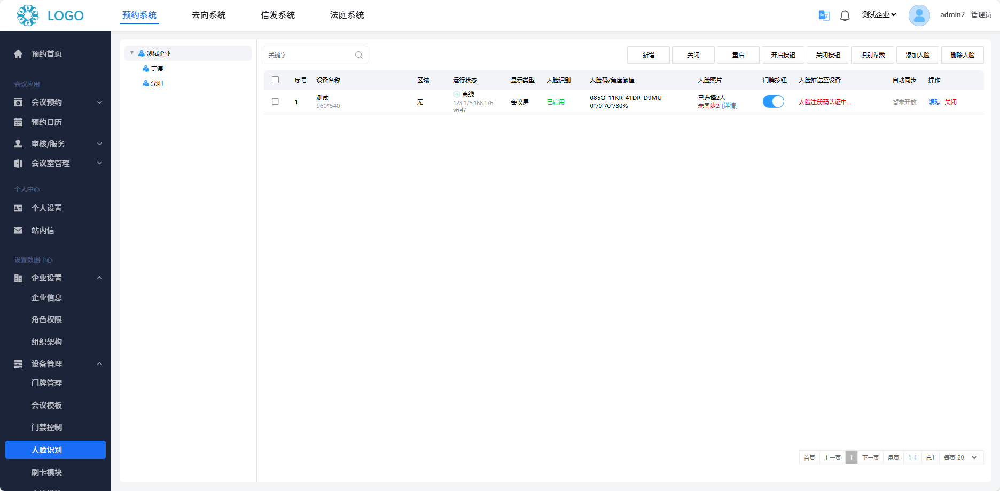 LOGO
预约系统
去向系统
信发系统
法庭系统
测试企业
admin2
管理员
预约首页
会议应用
会议预约
预约日历
审核/服务
会议室管理
个人中心
个人设置
站内信
设置数据中心
企业设置
企业信息
角色权限
组织架构
设备管理
门牌管理
会议模板
门禁控制
人脸识别
刷卡模块
测试企业
宁德
溧阳
关键字
新增
关闭
重启
开启按钮
关闭按钮
识别参数
添加人脸
删除人脸
序号 设备名称 区域 运行状态 显示类型 人脸识别 人脸码/角度阈值 人脸照片 门牌按钮 人脸推送至设备 自动同步 操作
1
测试
960*540
无
离线
123.175.168.176
v6.47
会议屏
已启用
085Q-11KR-41DR-D9MU
0°/0°/0°/80%
已选择2人
未同步2 [详情]
人脸注册码认证中...
暂未开放
编辑 关闭
首页 上一页 1 下一页 尾页 1-1 总1 每页 20